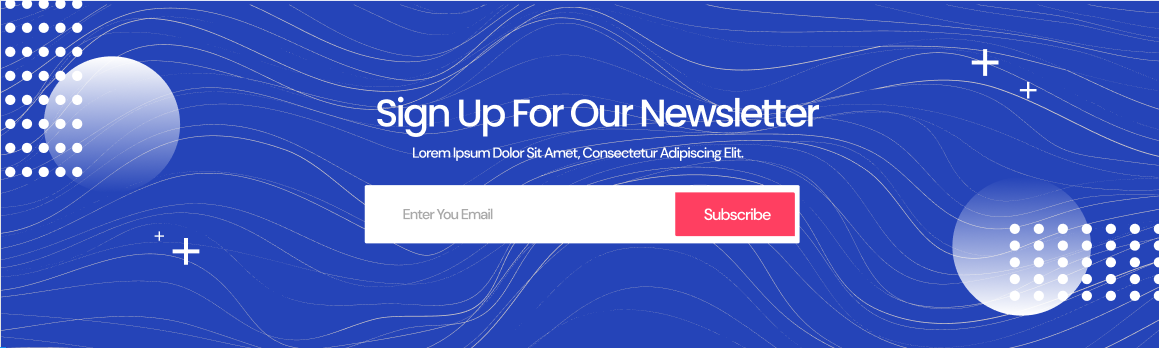 Sign Up For Our Newsletter
Lorem Ipsum Dolor Sit Amet, Consectetur Adipiscing Elit.
Enter You Email
Subscribe